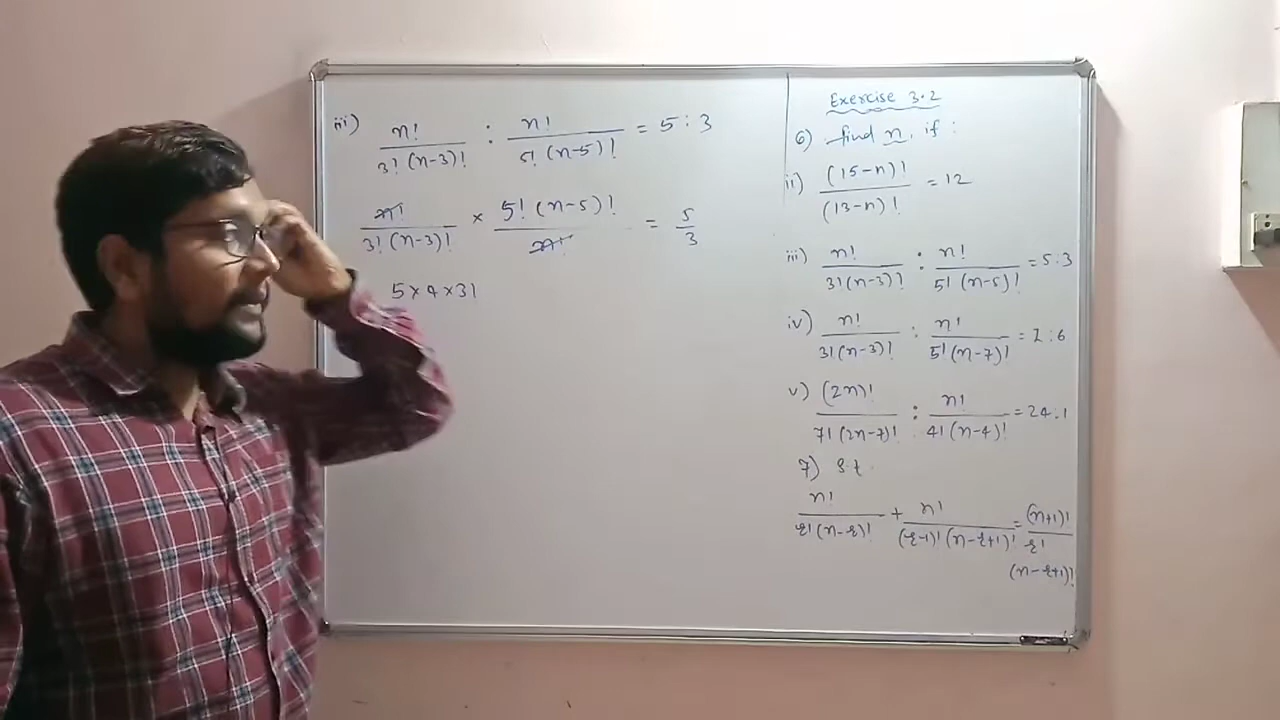 iii) n!/3!(n-3)! : n!/5!(n-5)! = 5:3
n!/3!(n-3)! × 5!(n-5)!/n! = 5/3
5×4×3!
Exercise 3.2
6) find n, if :
ii) (15-n)!/(13-n)! = 12
iii) n!/3!(n-3)! : n!/5!(n-5)! = 5:3
iv) n!/3!(n-3)! : n!/5!(n-7)! = 1:6
v) (2n)!/7!(2n-7)! : n!/4!(n-4)! = 24:1
7) S.t.
n!/r!(n-r)! + n!/(r-1)!(n-r+1)! = (n+1)!/r!(n-r+1)!